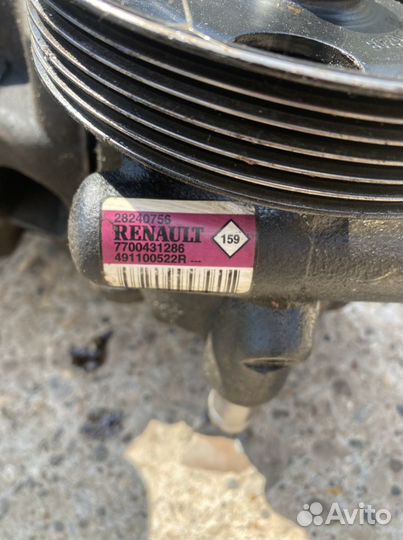 28240756
RENAULT
159
7700431286
491100522R ---
Avito